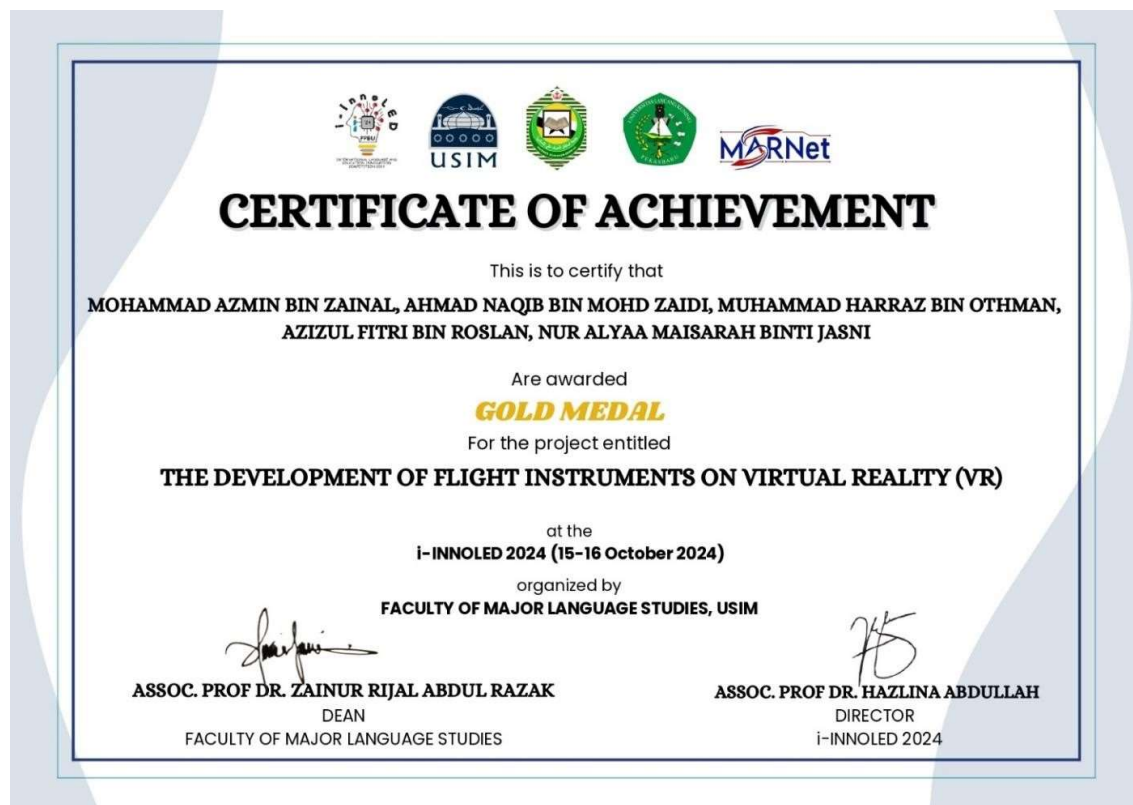 i-InnoLED
USIM
MARNet
CERTIFICATE OF ACHIEVEMENT
This is to certify that
MOHAMMAD AZMIN BIN ZAINAL, AHMAD NAQIB BIN MOHD ZAIDI, MUHAMMAD HARRAZ BIN OTHMAN,
AZIZUL FITRI BIN ROSLAN, NUR ALYAA MAISARAH BINTI JASNI
Are awarded
GOLD MEDAL
For the project entitled
THE DEVELOPMENT OF FLIGHT INSTRUMENTS ON VIRTUAL REALITY (VR)
at the
i-INNOLED 2024 (15-16 October 2024)
organized by
FACULTY OF MAJOR LANGUAGE STUDIES, USIM
ASSOC. PROF DR. ZAINUR RIJAL ABDUL RAZAK
DEAN
FACULTY OF MAJOR LANGUAGE STUDIES
ASSOC. PROF DR. HAZLINA ABDULLAH
DIRECTOR
i-INNOLED 2024